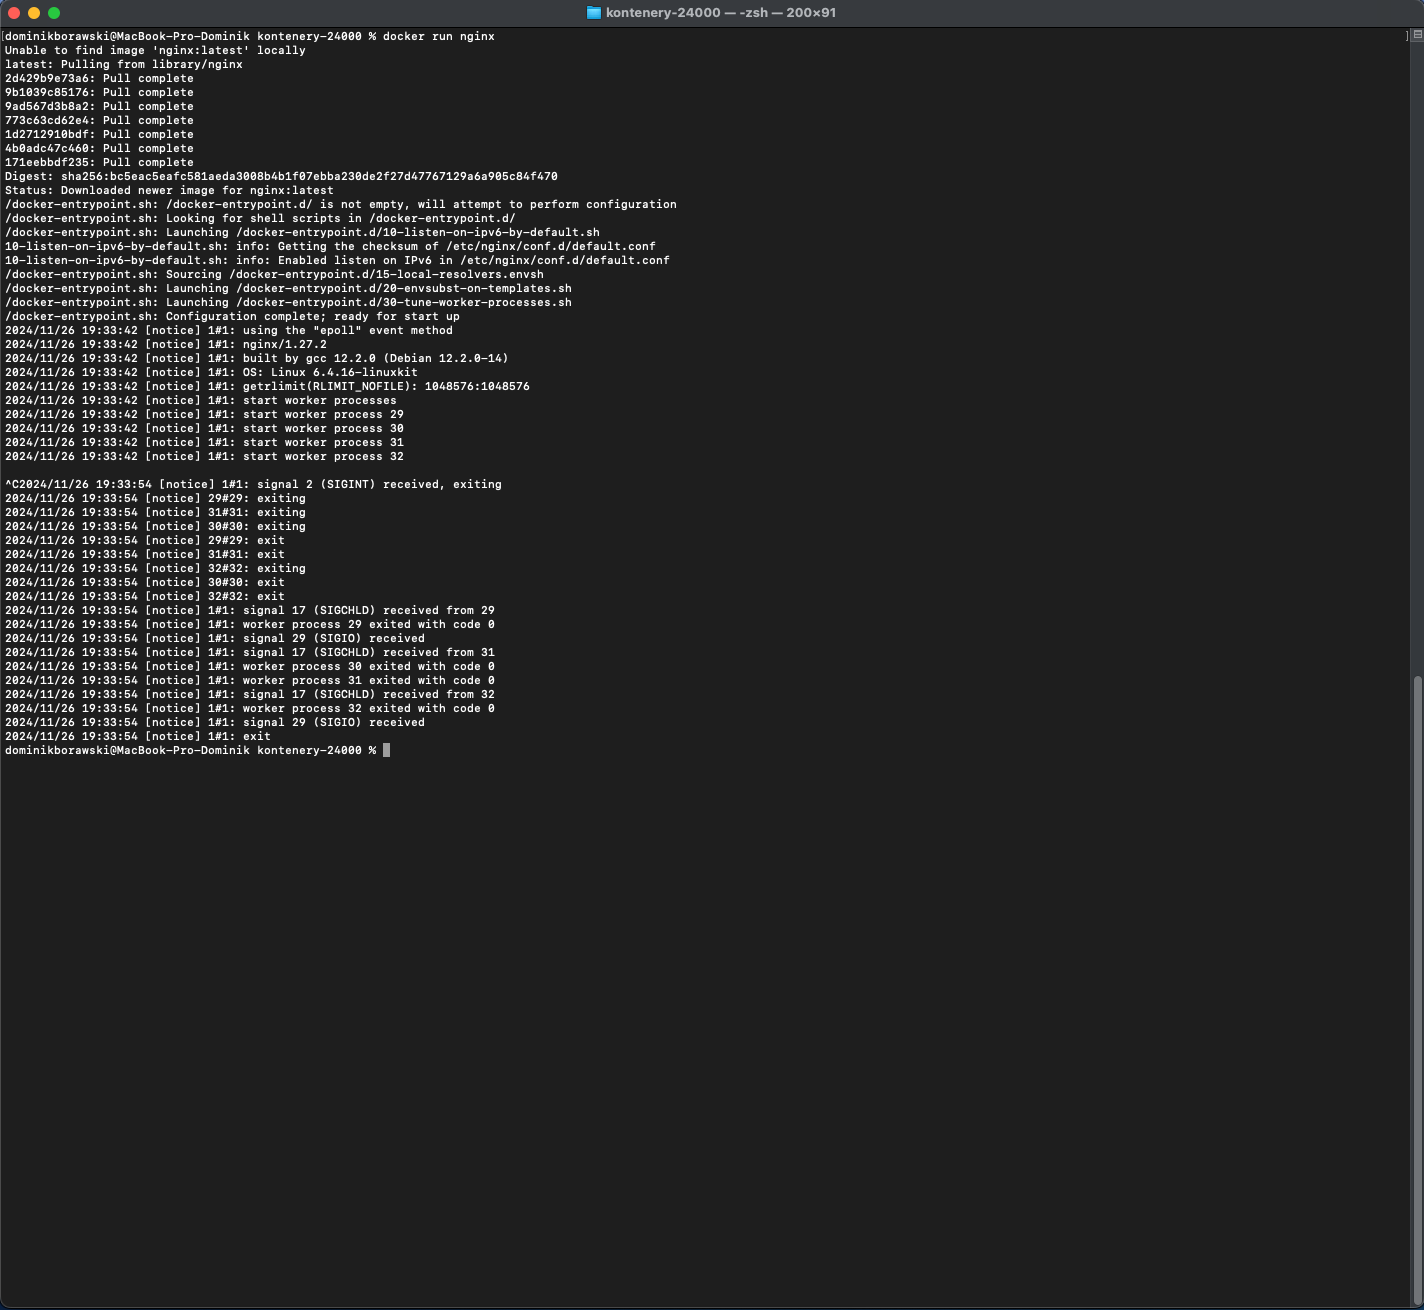 kontenery-24000 — -zsh — 200×91
[dominikborawski@MacBook-Pro-Dominik kontenery-24000 % docker run nginx ]
Unable to find image 'nginx:latest' locally
latest: Pulling from library/nginx
2d429b9e73a6: Pull complete
9b1039c85176: Pull complete
9ad567d3b8a2: Pull complete
773c63cd62e4: Pull complete
1d2712910bdf: Pull complete
4b0adc47c460: Pull complete
171eebbdf235: Pull complete
Digest: sha256:bc5eac5eafc581aeda3008b4b1f07ebba230de2f27d47767129a6a905c84f470
Status: Downloaded newer image for nginx:latest
/docker-entrypoint.sh: /docker-entrypoint.d/ is not empty, will attempt to perform configuration
/docker-entrypoint.sh: Looking for shell scripts in /docker-entrypoint.d/
/docker-entrypoint.sh: Launching /docker-entrypoint.d/10-listen-on-ipv6-by-default.sh
10-listen-on-ipv6-by-default.sh: info: Getting the checksum of /etc/nginx/conf.d/default.conf
10-listen-on-ipv6-by-default.sh: info: Enabled listen on IPv6 in /etc/nginx/conf.d/default.conf
/docker-entrypoint.sh: Sourcing /docker-entrypoint.d/15-local-resolvers.envsh
/docker-entrypoint.sh: Launching /docker-entrypoint.d/20-envsubst-on-templates.sh
/docker-entrypoint.sh: Launching /docker-entrypoint.d/30-tune-worker-processes.sh
/docker-entrypoint.sh: Configuration complete; ready for start up
2024/11/26 19:33:42 [notice] 1#1: using the "epoll" event method
2024/11/26 19:33:42 [notice] 1#1: nginx/1.27.2
2024/11/26 19:33:42 [notice] 1#1: built by gcc 12.2.0 (Debian 12.2.0-14)
2024/11/26 19:33:42 [notice] 1#1: OS: Linux 6.4.16-linuxkit
2024/11/26 19:33:42 [notice] 1#1: getrlimit(RLIMIT_NOFILE): 1048576:1048576
2024/11/26 19:33:42 [notice] 1#1: start worker processes
2024/11/26 19:33:42 [notice] 1#1: start worker process 29
2024/11/26 19:33:42 [notice] 1#1: start worker process 30
2024/11/26 19:33:42 [notice] 1#1: start worker process 31
2024/11/26 19:33:42 [notice] 1#1: start worker process 32
^C2024/11/26 19:33:54 [notice] 1#1: signal 2 (SIGINT) received, exiting
2024/11/26 19:33:54 [notice] 29#29: exiting
2024/11/26 19:33:54 [notice] 31#31: exiting
2024/11/26 19:33:54 [notice] 30#30: exiting
2024/11/26 19:33:54 [notice] 29#29: exit
2024/11/26 19:33:54 [notice] 31#31: exit
2024/11/26 19:33:54 [notice] 32#32: exiting
2024/11/26 19:33:54 [notice] 30#30: exit
2024/11/26 19:33:54 [notice] 32#32: exit
2024/11/26 19:33:54 [notice] 1#1: signal 17 (SIGCHLD) received from 29
2024/11/26 19:33:54 [notice] 1#1: worker process 29 exited with code 0
2024/11/26 19:33:54 [notice] 1#1: signal 29 (SIGIO) received
2024/11/26 19:33:54 [notice] 1#1: signal 17 (SIGCHLD) received from 31
2024/11/26 19:33:54 [notice] 1#1: worker process 30 exited with code 0
2024/11/26 19:33:54 [notice] 1#1: worker process 31 exited with code 0
2024/11/26 19:33:54 [notice] 1#1: signal 17 (SIGCHLD) received from 32
2024/11/26 19:33:54 [notice] 1#1: worker process 32 exited with code 0
2024/11/26 19:33:54 [notice] 1#1: signal 29 (SIGIO) received
2024/11/26 19:33:54 [notice] 1#1: exit
dominikborawski@MacBook-Pro-Dominik kontenery-24000 %